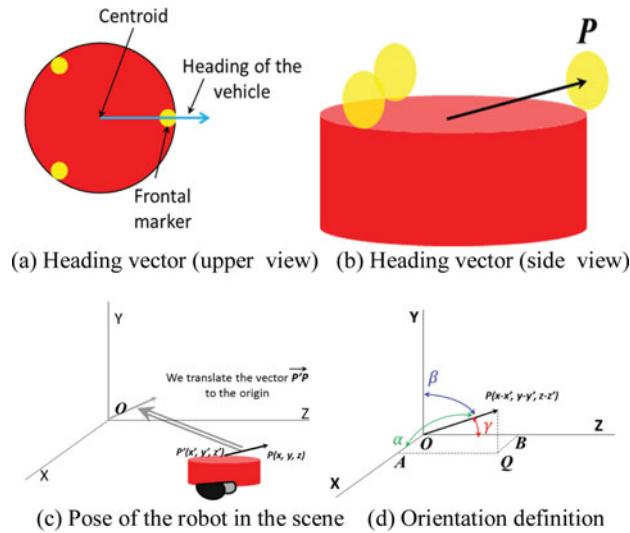 Centroid
Heading of the
vehicle
Frontal
marker
P
(a) Heading vector (upper view)
(b) Heading vector (side view)
Y
We translate the vector P'P
to the origin
O
Z
P'(x', y', z')
P(x, y, z)
X
(c) Pose of the robot in the scene
Y
β
P(x-x', y-y', z-z')
α
γ
O
B
Z
A
Q
X
(d) Orientation definition